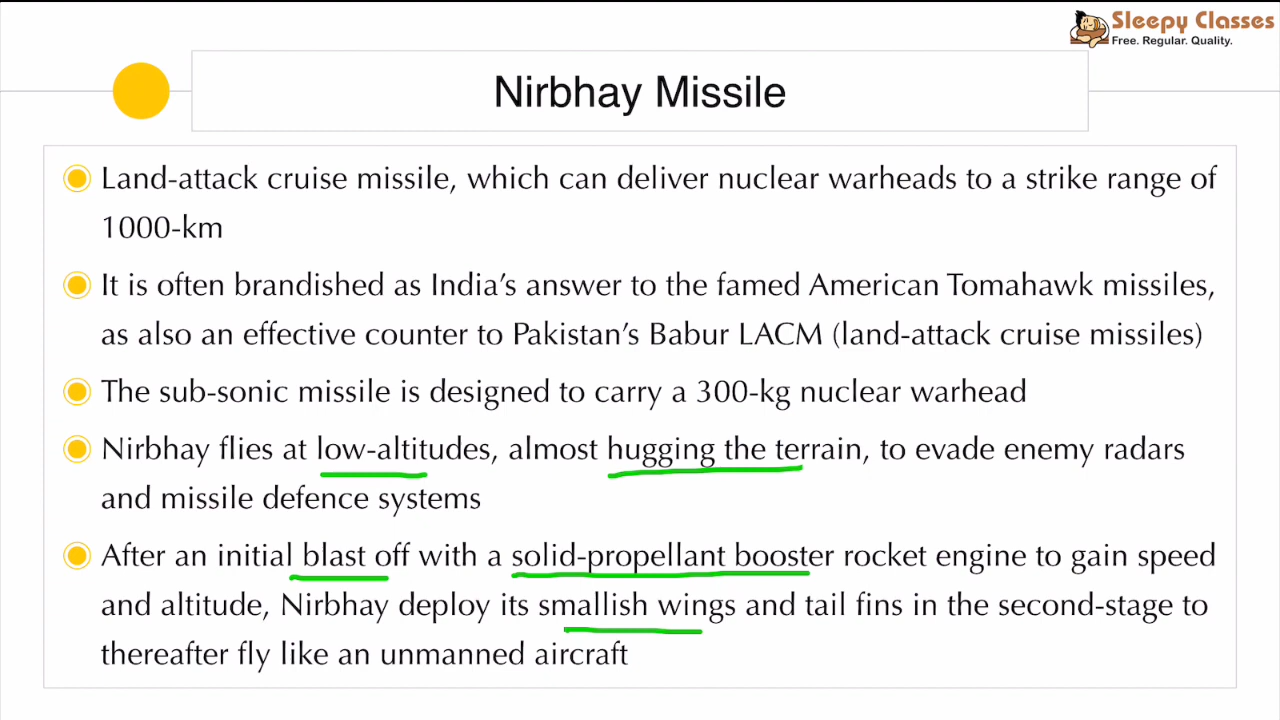 Sleepy Classes
Free. Regular. Quality.
Nirbhay Missile
Land-attack cruise missile, which can deliver nuclear warheads to a strike range of
1000-km
It is often brandished as India’s answer to the famed American Tomahawk missiles,
as also an effective counter to Pakistan’s Babur LACM (land-attack cruise missiles)
The sub-sonic missile is designed to carry a 300-kg nuclear warhead
Nirbhay flies at low-altitudes, almost hugging the terrain, to evade enemy radars
and missile defence systems
After an initial blast off with a solid-propellant booster rocket engine to gain speed
and altitude, Nirbhay deploy its smallish wings and tail fins in the second-stage to
thereafter fly like an unmanned aircraft